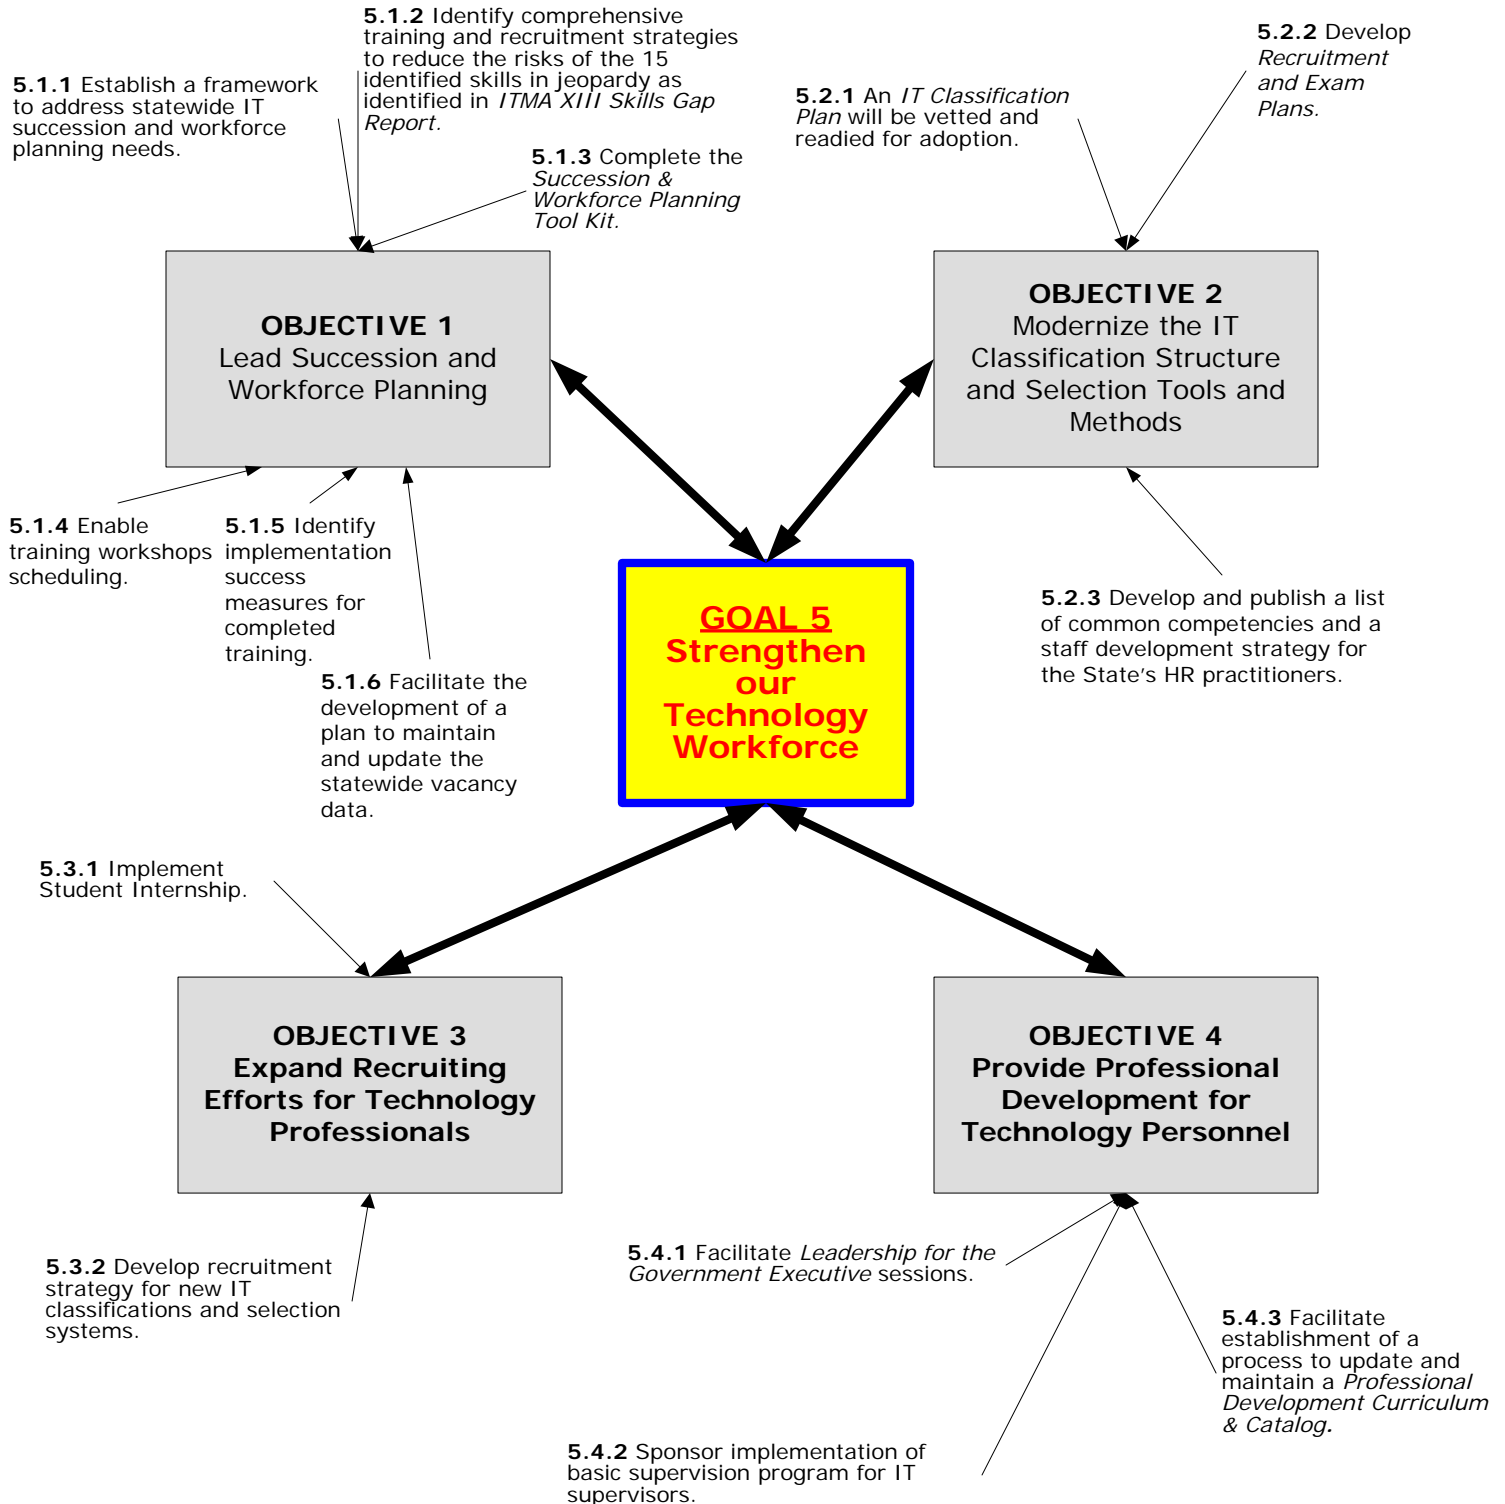 5.1.2 Identify comprehensive
training and recruitment strategies
to reduce the risks of the 15
identified skills in jeopardy as
identified in ITMA XIII Skills Gap
Report.
5.1.1 Establish a framework
to address statewide IT
succession and workforce
planning needs.
5.1.3 Complete the
Succession &
Workforce Planning
Tool Kit.
5.2.1 An IT Classification
Plan will be vetted and
readied for adoption.
5.2.2 Develop
Recruitment
and Exam
Plans.
OBJECTIVE 1
Lead Succession and
Workforce Planning
OBJECTIVE 2
Modernize the IT
Classification Structure
and Selection Tools and
Methods
5.1.4 Enable
training workshops
scheduling.
5.1.5 Identify
implementation
success
measures for
completed
training.
5.1.6 Facilitate the
development of a
plan to maintain
and update the
statewide vacancy
data.
GOAL 5
Strengthen
our
Technology
Workforce
5.2.3 Develop and publish a list
of common competencies and a
staff development strategy for
the State's HR practitioners.
5.3.1 Implement
Student Internship.
OBJECTIVE 3
Expand Recruiting
Efforts for Technology
Professionals
OBJECTIVE 4
Provide Professional
Development for
Technology Personnel
5.3.2 Develop recruitment
strategy for new IT
classifications and selection
systems.
5.4.1 Facilitate Leadership for the
Government Executive sessions.
5.4.3 Facilitate
establishment of a
process to update and
maintain a Professional
Development Curriculum
& Catalog.
5.4.2 Sponsor implementation of
basic supervision program for IT
supervisors.